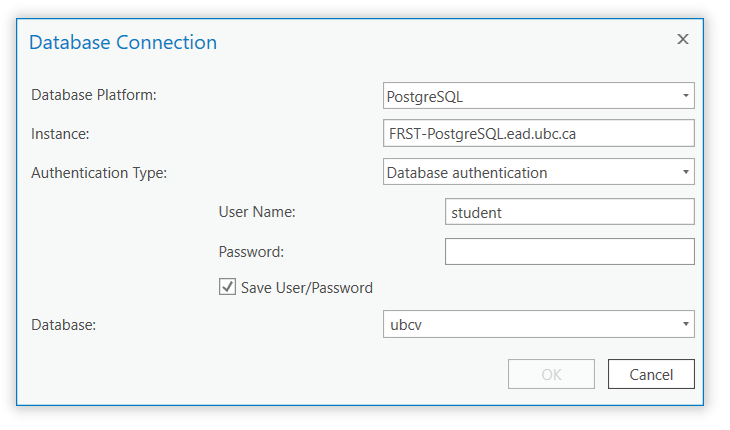 Database Connection
Database Platform: PostgreSQL
Instance: FRST-PostgreSQL.ead.ubc.ca
Authentication Type: Database authentication
User Name: student
Password:
Save User/Password
Database: ubcv
OK Cancel